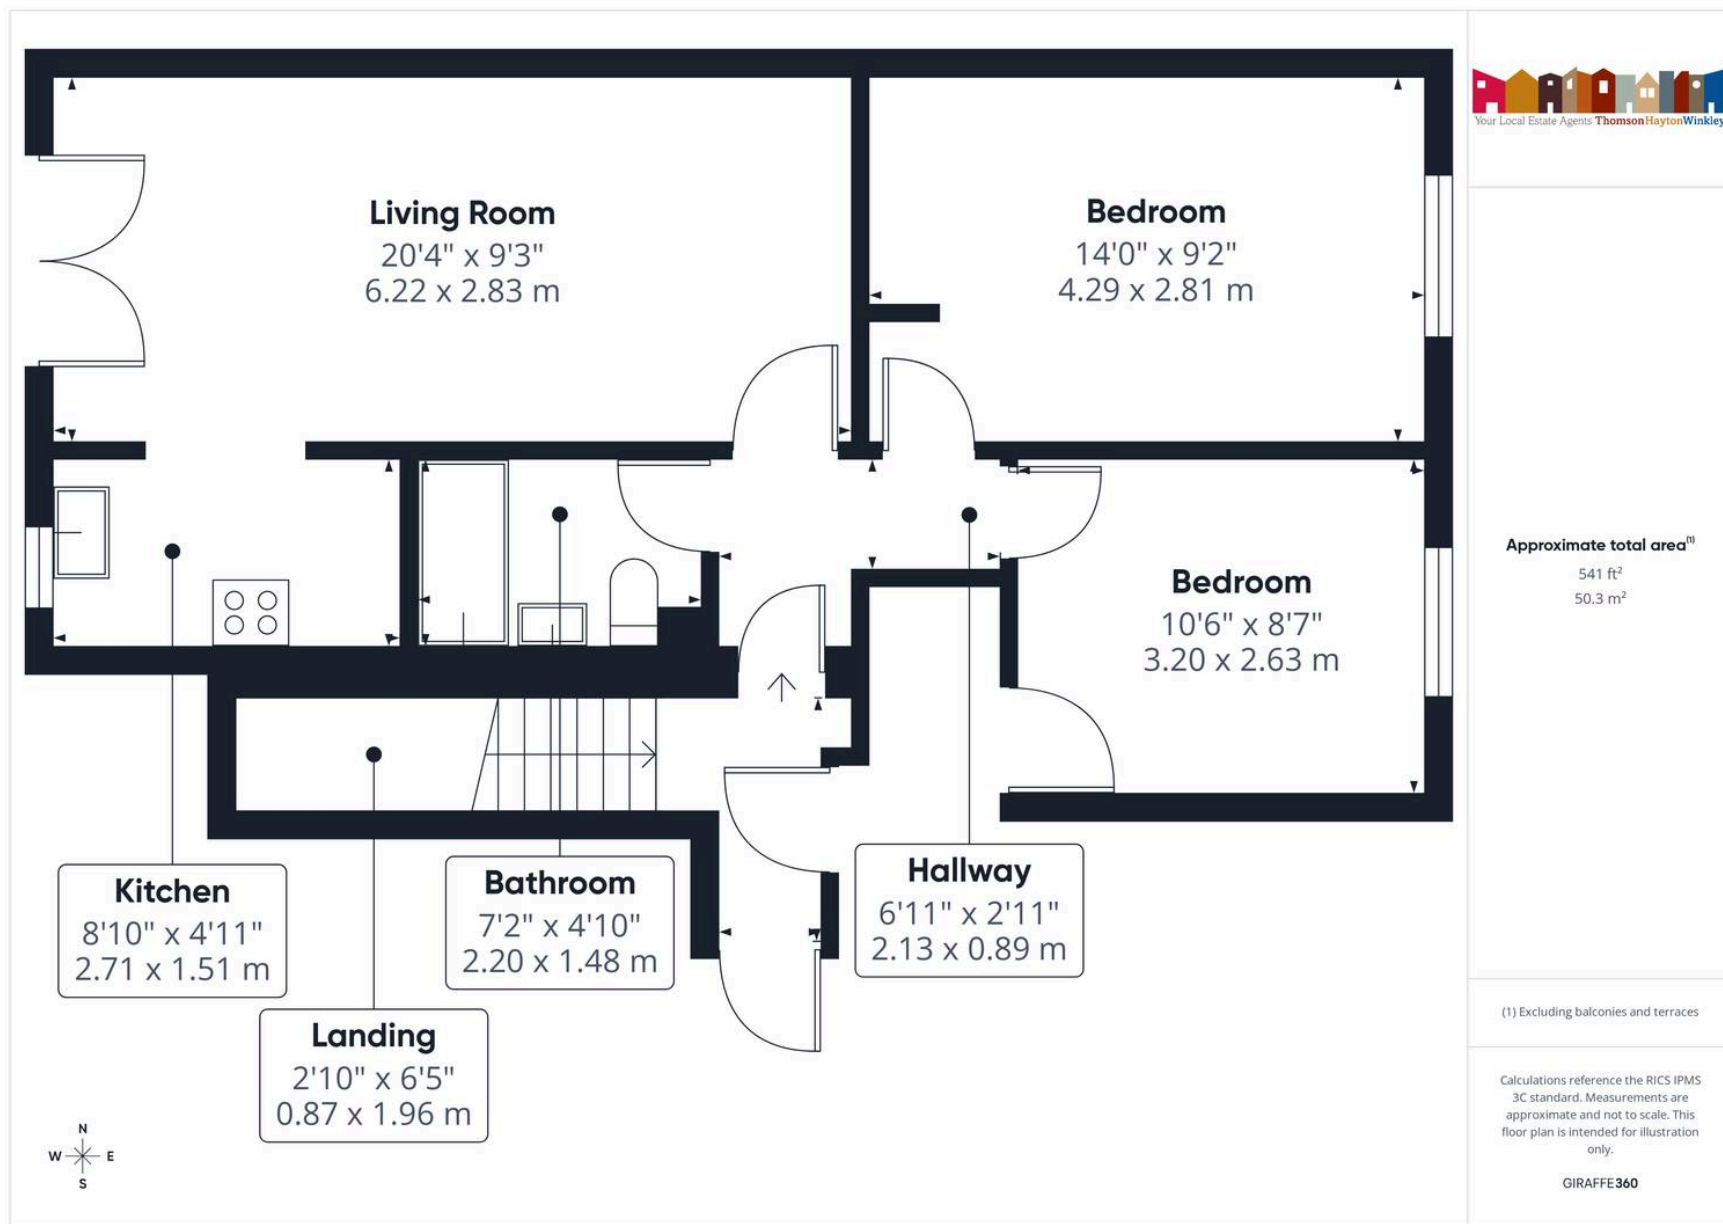 Living Room
20'4" x 9'3"
6.22 x 2.83 m
Bedroom
14'0" x 9'2"
4.29 x 2.81 m
Bedroom
10'6" x 8'7"
3.20 x 2.63 m
Kitchen
8'10" x 4'11"
2.71 x 1.51 m
Bathroom
7'2" x 4'10"
2.20 x 1.48 m
Hallway
6'11" x 2'11"
2.13 x 0.89 m
Landing
2'10" x 6'5"
0.87 x 1.96 m
N
W E
S
Your Local Estate Agents ThomsonHaytonWinkley
Approximate total area(1)
541 ft²
50.3 m²
(1) Excluding balconies and terraces
Calculations reference the RICS IPMS
3C standard. Measurements are
approximate and not to scale. This
floor plan is intended for illustration
only.
GIRAFFE360